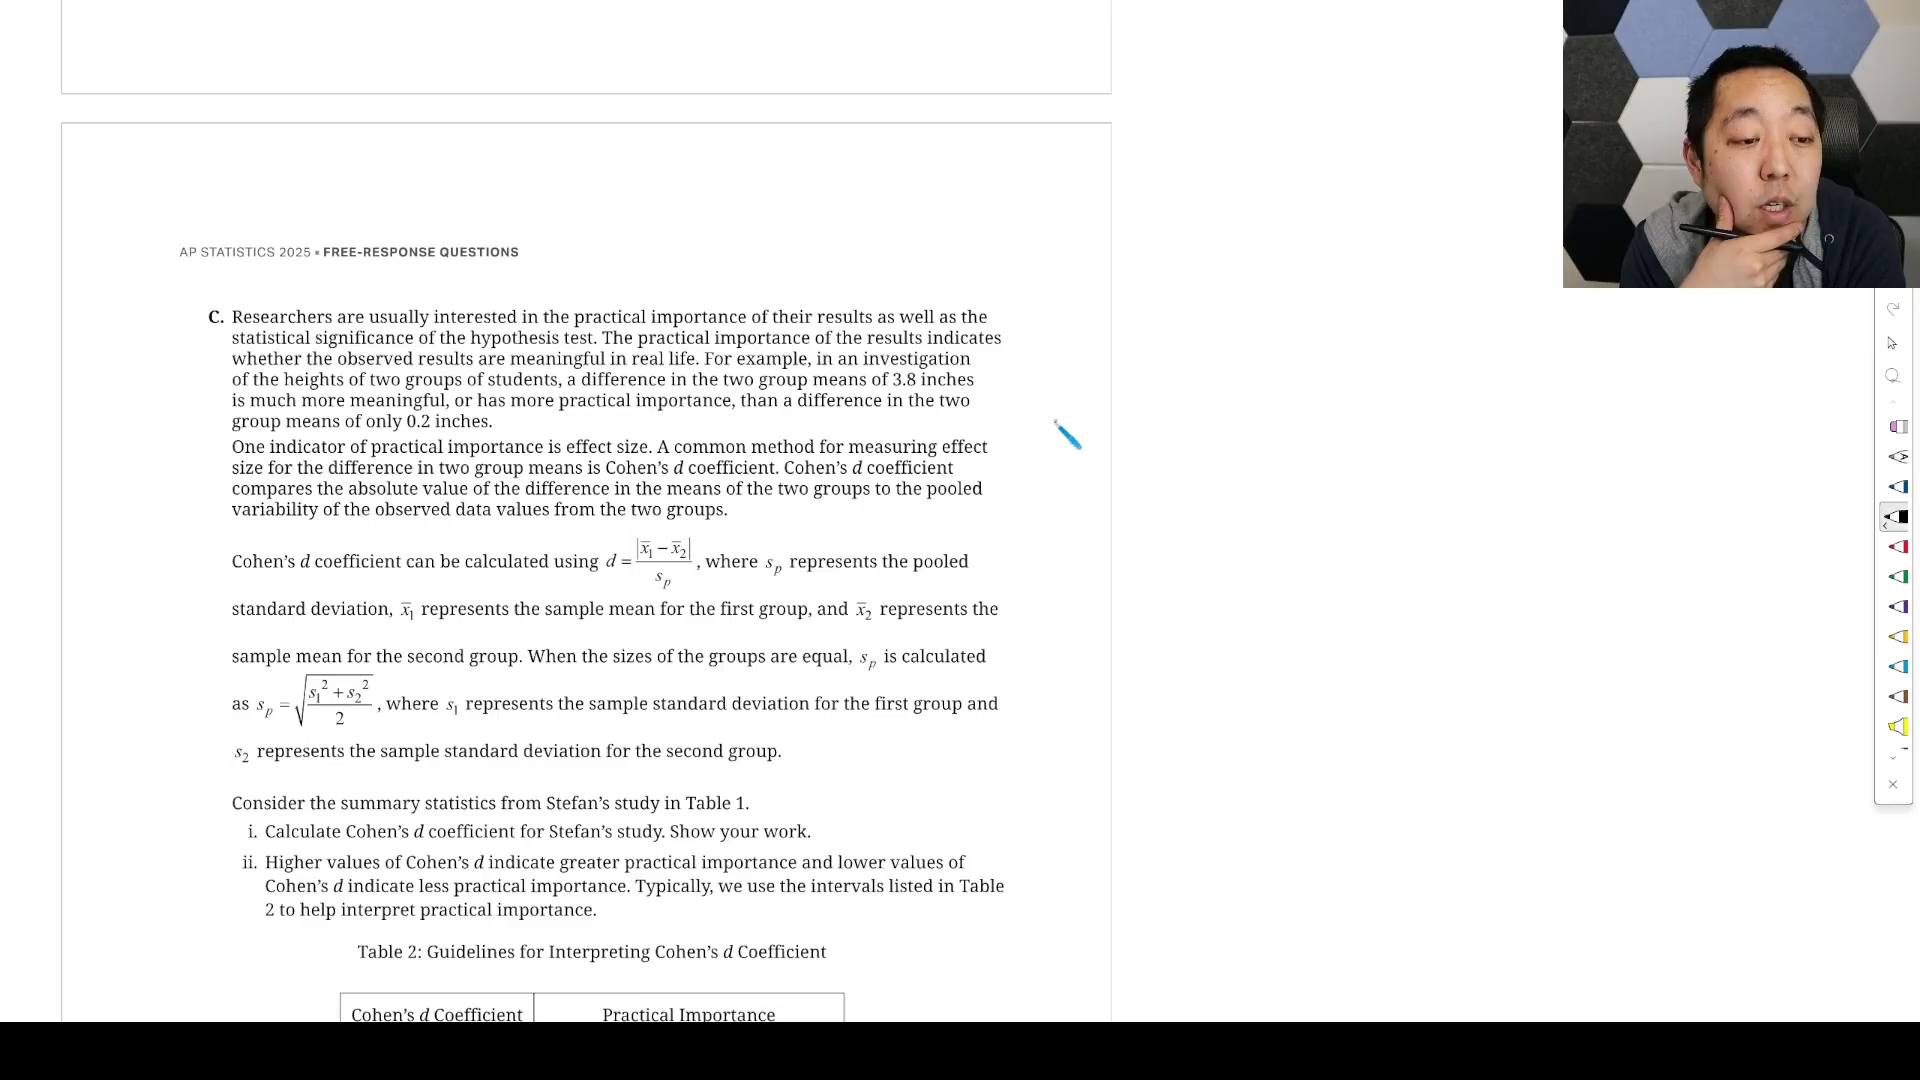 AP STATISTICS 2025 ▪ FREE-RESPONSE QUESTIONS
C. Researchers are usually interested in the practical importance of their results as well as the
statistical significance of the hypothesis test. The practical importance of the results indicates
whether the observed results are meaningful in real life. For example, in an investigation
of the heights of two groups of students, a difference in the two group means of 3.8 inches
is much more meaningful, or has more practical importance, than a difference in the two
group means of only 0.2 inches.
One indicator of practical importance is effect size. A common method for measuring effect
size for the difference in two group means is Cohen’s d coefficient. Cohen’s d coefficient
compares the absolute value of the difference in the means of the two groups to the pooled
variability of the observed data values from the two groups.
Cohen’s d coefficient can be calculated using d = |x̄₁ − x̄₂| / sₚ, where sₚ represents the pooled
standard deviation, x̄₁ represents the sample mean for the first group, and x̄₂ represents the
sample mean for the second group. When the sizes of the groups are equal, sₚ is calculated
as sₚ = √((s₁² + s₂²) / 2), where s₁ represents the sample standard deviation for the first group and
s₂ represents the sample standard deviation for the second group.
Consider the summary statistics from Stefan’s study in Table 1.
i. Calculate Cohen’s d coefficient for Stefan’s study. Show your work.
ii. Higher values of Cohen’s d indicate greater practical importance and lower values of
Cohen’s d indicate less practical importance. Typically, we use the intervals listed in Table
2 to help interpret practical importance.
Table 2: Guidelines for Interpreting Cohen’s d Coefficient
Cohen’s d Coefficient Practical Importance